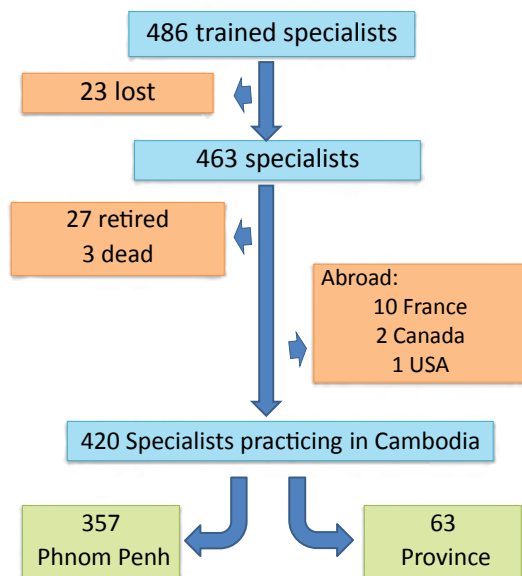 486 trained specialists
23 lost
463 specialists
27 retired
3 dead
Abroad:
10 France
2 Canada
1 USA
420 Specialists practicing in Cambodia
357
Phnom Penh
63
Province